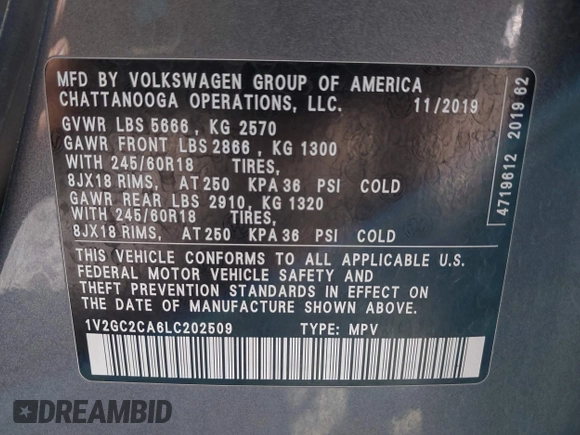 MFD BY VOLKSWAGEN GROUP OF AMERICA
CHATTANOOGA OPERATIONS, LLC. 11/2019
GVWR LBS 5666 , KG 2570
GAWR FRONT LBS 2866 , KG 1300
WITH 245/60R18 TIRES,
8JX18 RIMS, AT 250 KPA 36 PSI COLD
GAWR REAR LBS 2910, KG 1320
WITH 245/60R18 TIRES,
8JX18 RIMS, AT 250 KPA 36 PSI COLD
THIS VEHICLE CONFORMS TO ALL APPLICABLE U.S.
FEDERAL MOTOR VEHICLE SAFETY AND
THEFT PREVENTION STANDARDS IN EFFECT ON
THE DATE OF MANUFACTURE SHOWN ABOVE.
1V2GC2CA6LC202509 TYPE: MPV
4719612 2019 62
DREAMBID